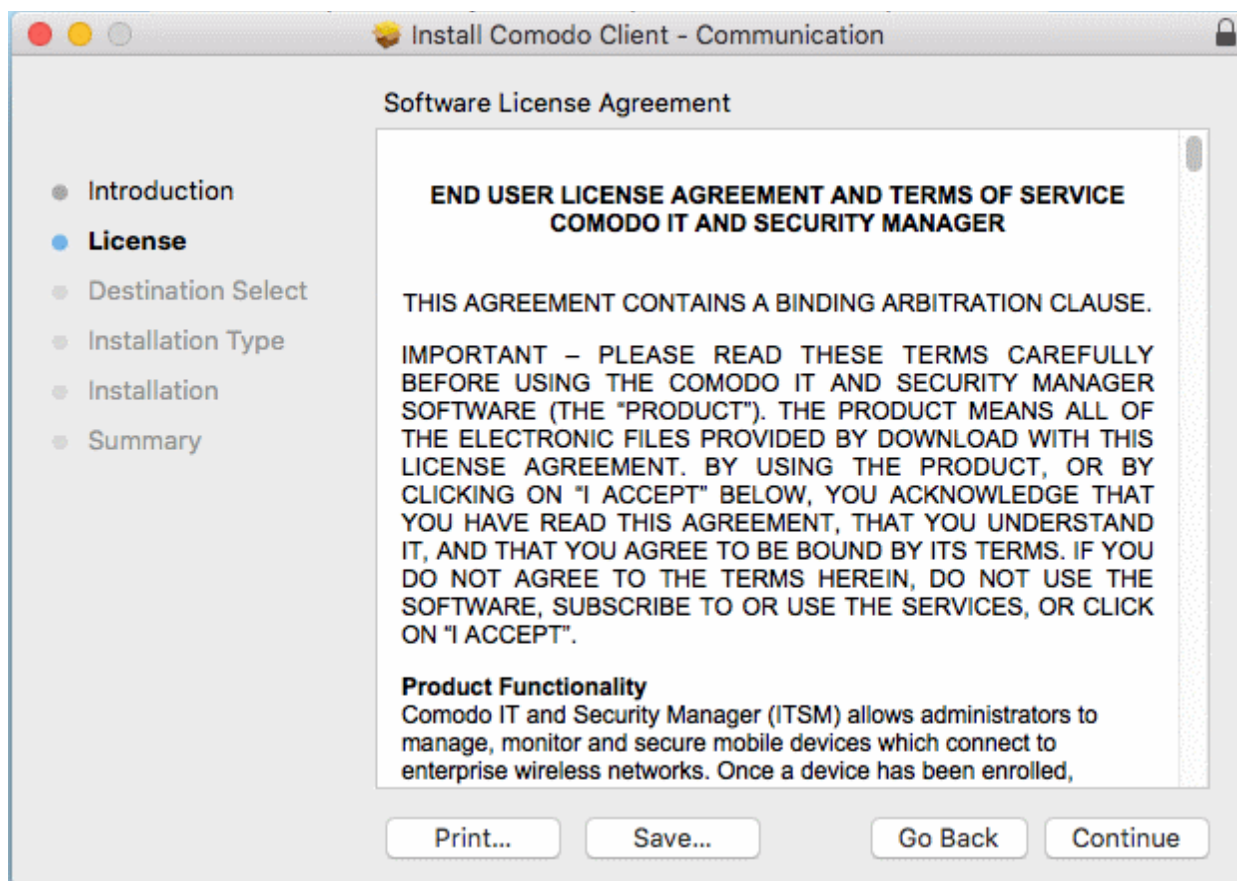 Install Comodo Client - Communication
Software License Agreement
Introduction
License
Destination Select
Installation Type
Installation
Summary
END USER LICENSE AGREEMENT AND TERMS OF SERVICE
COMODO IT AND SECURITY MANAGER
THIS AGREEMENT CONTAINS A BINDING ARBITRATION CLAUSE.
IMPORTANT – PLEASE READ THESE TERMS CAREFULLY
BEFORE USING THE COMODO IT AND SECURITY MANAGER
SOFTWARE (THE “PRODUCT”). THE PRODUCT MEANS ALL OF
THE ELECTRONIC FILES PROVIDED BY DOWNLOAD WITH THIS
LICENSE AGREEMENT. BY USING THE PRODUCT, OR BY
CLICKING ON “I ACCEPT” BELOW, YOU ACKNOWLEDGE THAT
YOU HAVE READ THIS AGREEMENT, THAT YOU UNDERSTAND
IT, AND THAT YOU AGREE TO BE BOUND BY ITS TERMS. IF YOU
DO NOT AGREE TO THE TERMS HEREIN, DO NOT USE THE
SOFTWARE, SUBSCRIBE TO OR USE THE SERVICES, OR CLICK
ON “I ACCEPT”.
Product Functionality
Comodo IT and Security Manager (ITSM) allows administrators to
manage, monitor and secure mobile devices which connect to
enterprise wireless networks. Once a device has been enrolled,
Print...
Save...
Go Back
Continue